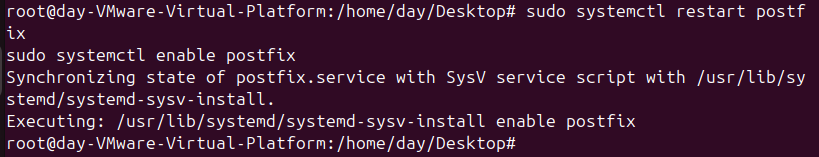 root@day-VMware-Virtual-Platform:/home/day/Desktop# sudo systemctl restart postf
ix
sudo systemctl enable postfix
Synchronizing state of postfix.service with SysV service script with /usr/lib/sy
stemd/systemd-sysv-install.
Executing: /usr/lib/systemd/systemd-sysv-install enable postfix
root@day-VMware-Virtual-Platform:/home/day/Desktop#